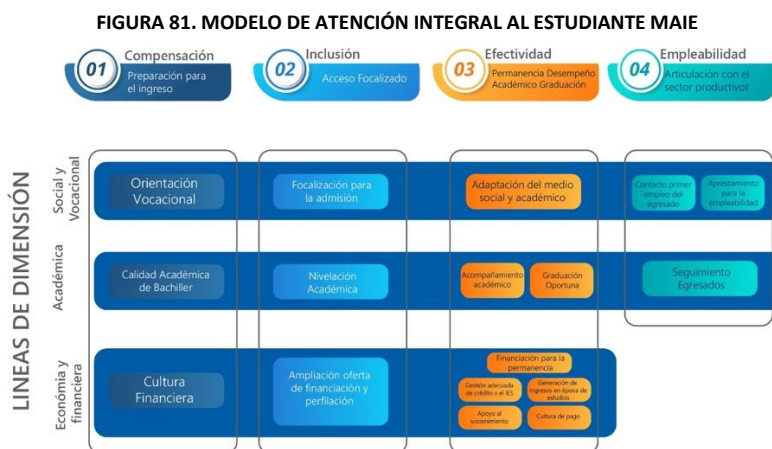 FIGURA 81. MODELO DE ATENCIÓN INTEGRAL AL ESTUDIANTE MAIE
01
Compensación
Preparación para
el ingreso
02
Inclusión
Acceso Focalizado
03
Efectividad
Permanencia Desempeño
Académico Graduación
04
Empleabilidad
Articulación con el
sector productivot
LINEAS DE DIMENSIÓN
Social y
Vocacional
Orientación
Vocacional
Focalización para
la admisión
Adaptación del medio
social y académico
Contacto primer
empleo del
egresado
Aprestamiento
para la
empleabilidad
Académica
Calidad Académica
de Bachiller
Nivelación
Académica
Acompañamiento
académico
Graduación
Oportuna
Seguimiento
Egresados
Económia y
financiera
Cultura
Financiera
Ampliación oferta
de financiación y
perfilación
Financiación para la
permanencia
Gestión adecuada
de crédito x el IES
Generación de
ingresos en época de
estudios
Apoyo al
sostenimiento
Cultura de pago